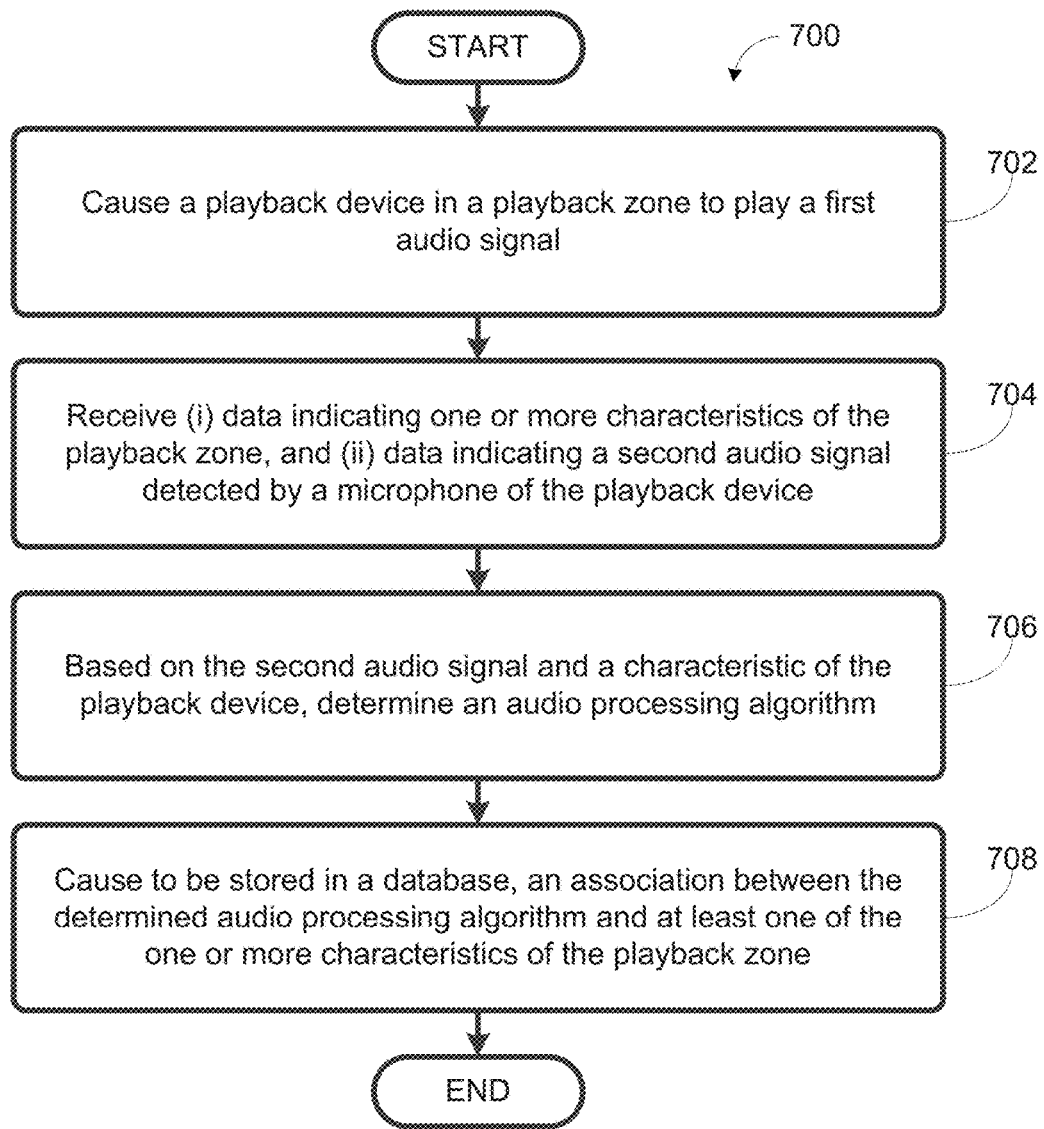 START
700
Cause a playback device in a playback zone to play a first
audio signal
702
Receive (i) data indicating one or more characteristics of the
playback zone, and (ii) data indicating a second audio signal
detected by a microphone of the playback device
704
Based on the second audio signal and a characteristic of the
playback device, determine an audio processing algorithm
706
Cause to be stored in a database, an association between the
determined audio processing algorithm and at least one of the
one or more characteristics of the playback zone
708
END